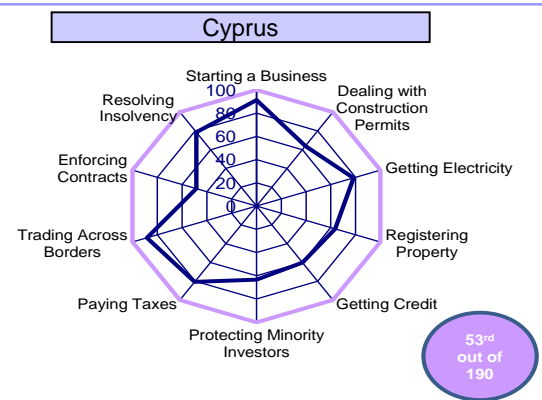 Cyprus
Starting a Business
Dealing with
Construction
Permits
Getting Electricity
Registering
Property
Getting Credit
Protecting Minority
Investors
Paying Taxes
Trading Across
Borders
Enforcing
Contracts
Resolving
Insolvency
100
80
60
40
20
0
53rd
out of
190